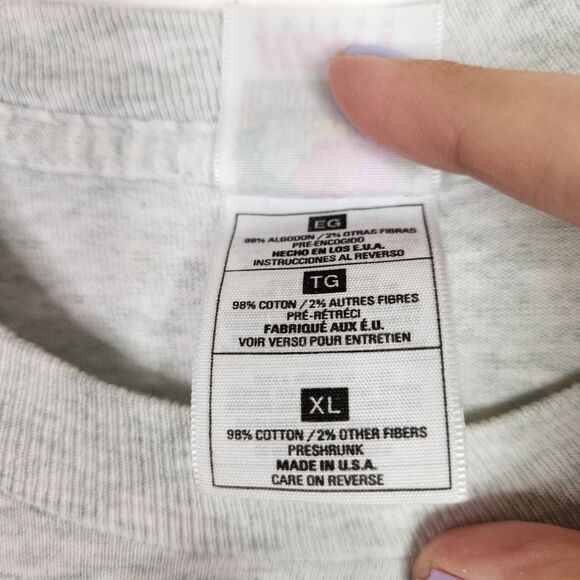 EG
98% ALGODON / 2% OTRAS FIBRAS
PRE-ENCOGIDO
HECHO EN LOS E.U.A.
INSTRUCCIONES AL REVERSO
TG
98% COTON / 2% AUTRES FIBRES
PRÉ-RÉTRÉCI
FABRIQUÉ AUX É.U.
VOIR VERSO POUR ENTRETIEN
XL
98% COTTON / 2% OTHER FIBERS
PRESHRUNK
MADE IN U.S.A.
CARE ON REVERSE